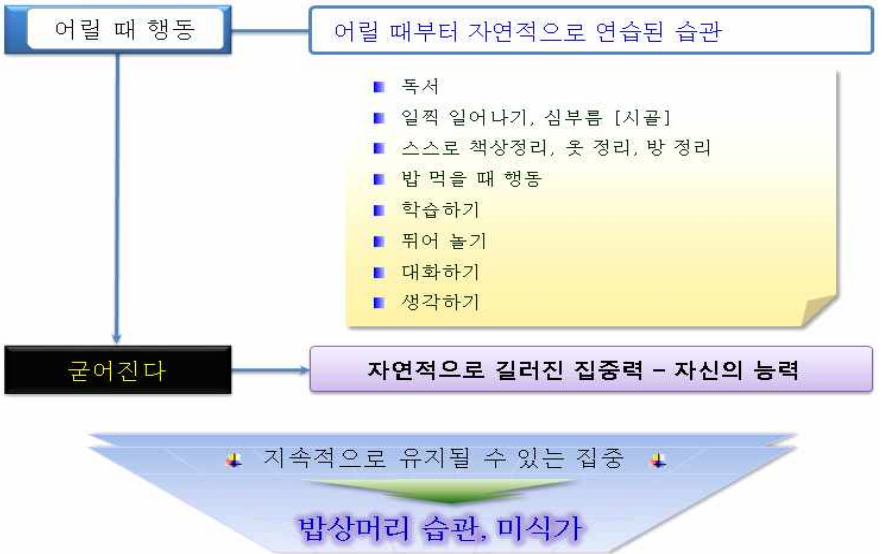 어릴 때 행동
어릴 때부터 자연적으로 연습된 습관
독서
일찍 일어나기, 심부름 [시골]
스스로 책상정리, 옷 정리, 방 정리
밥 먹을 때 행동
학습하기
뛰어 놀기
대화하기
생각하기
굳어진다
자연적으로 길러진 집중력 – 자신의 능력
지속적으로 유지될 수 있는 집중
밥상머리 습관, 미식가